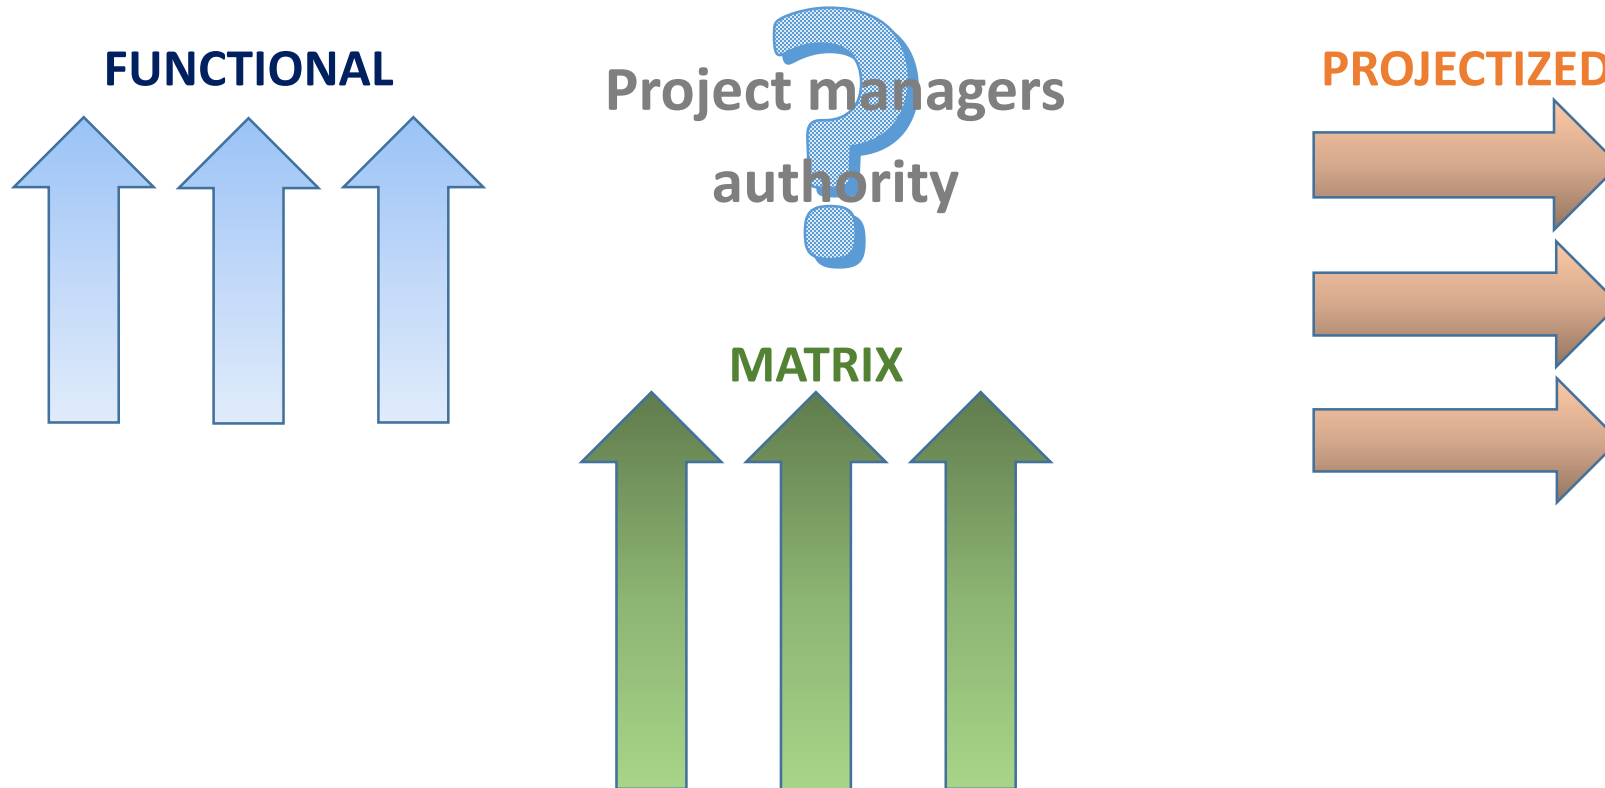 FUNCTIONAL
Project managers
authority
PROJECTIZED
MATRIX